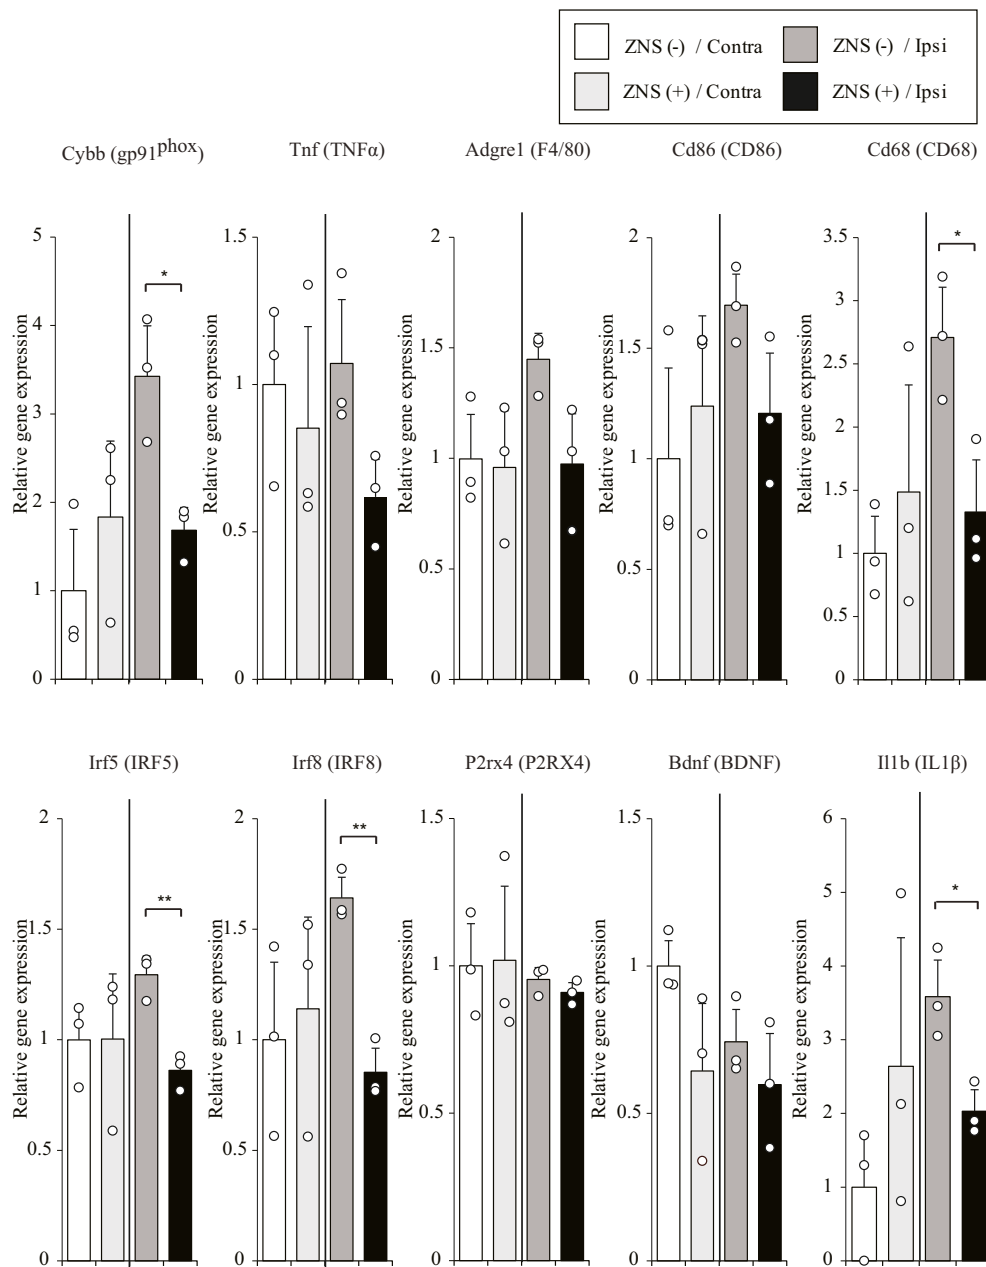 ZNS (-) / Contra
ZNS (-) / Ipsi
ZNS (+) / Contra
ZNS (+) / Ipsi
Cybb (gp91phox)
Tnf (TNFα)
Adgre1 (F4/80)
Cd86 (CD86)
Cd68 (CD68)
Relative gene expression
5
4
3
2
1
0
*
Relative gene expression
1.5
1
0.5
0
Relative gene expression
2
1.5
1
0.5
0
Relative gene expression
2
1.5
1
0.5
0
Relative gene expression
3.5
3
2.5
2
1.5
1
0.5
0
*
Irf5 (IRF5)
Irf8 (IRF8)
P2rx4 (P2RX4)
Bdnf (BDNF)
Il1b (IL1β)
Relative gene expression
2
1.5
1
0.5
0
**
Relative gene expression
2
1.5
1
0.5
0
**
Relative gene expression
1.5
1
0.5
0
Relative gene expression
1.5
1
0.5
0
Relative gene expression
6
5
4
3
2
1
0
*